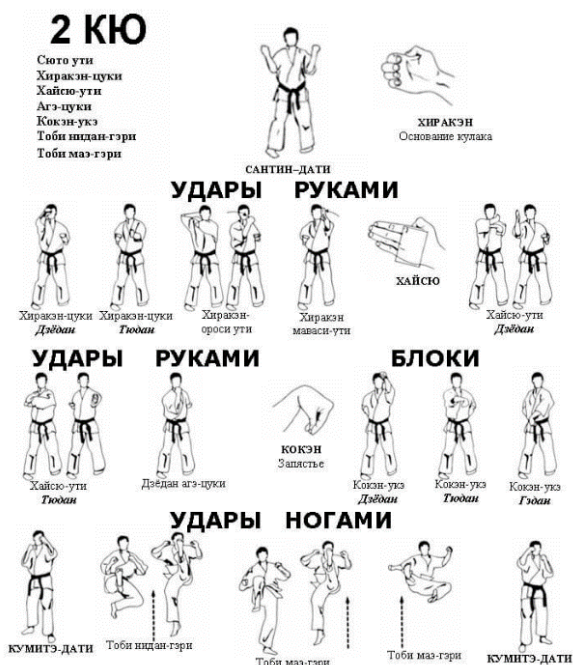 2 КЮ
Сюто ути
Хиракэн-цуки
Хайсю-ути
Агэ-цуки
Кокэн-укэ
Тоби нидан-гэри
Тоби маэ-гэри
САНТИН–ДАТИ
ХИРАКЭН
Основание кулака
УДАРЫ РУКАМИ
Хиракэн-цуки
Дзёдан
Хиракэн-цуки
Тюдан
Хиракэн-
ороси ути
Хиракэн
маваси-ути
ХАЙСЮ
Хайсю-ути
Дзёдан
УДАРЫ РУКАМИ
БЛОКИ
Хайсю-ути
Тюдан
Дзёдан агэ-цуки
КОКЭН
Запястье
Кокэн-укэ
Дзёдан
Кокэн-укэ
Тюдан
Кокэн-укэ
Гэдан
УДАРЫ НОГАМИ
КУМИТЭ-ДАТИ
Тоби нидан-гэри
Тоби маэ-гэри
Тоби маэ-гэри
КУМИТЭ-ДАТИ